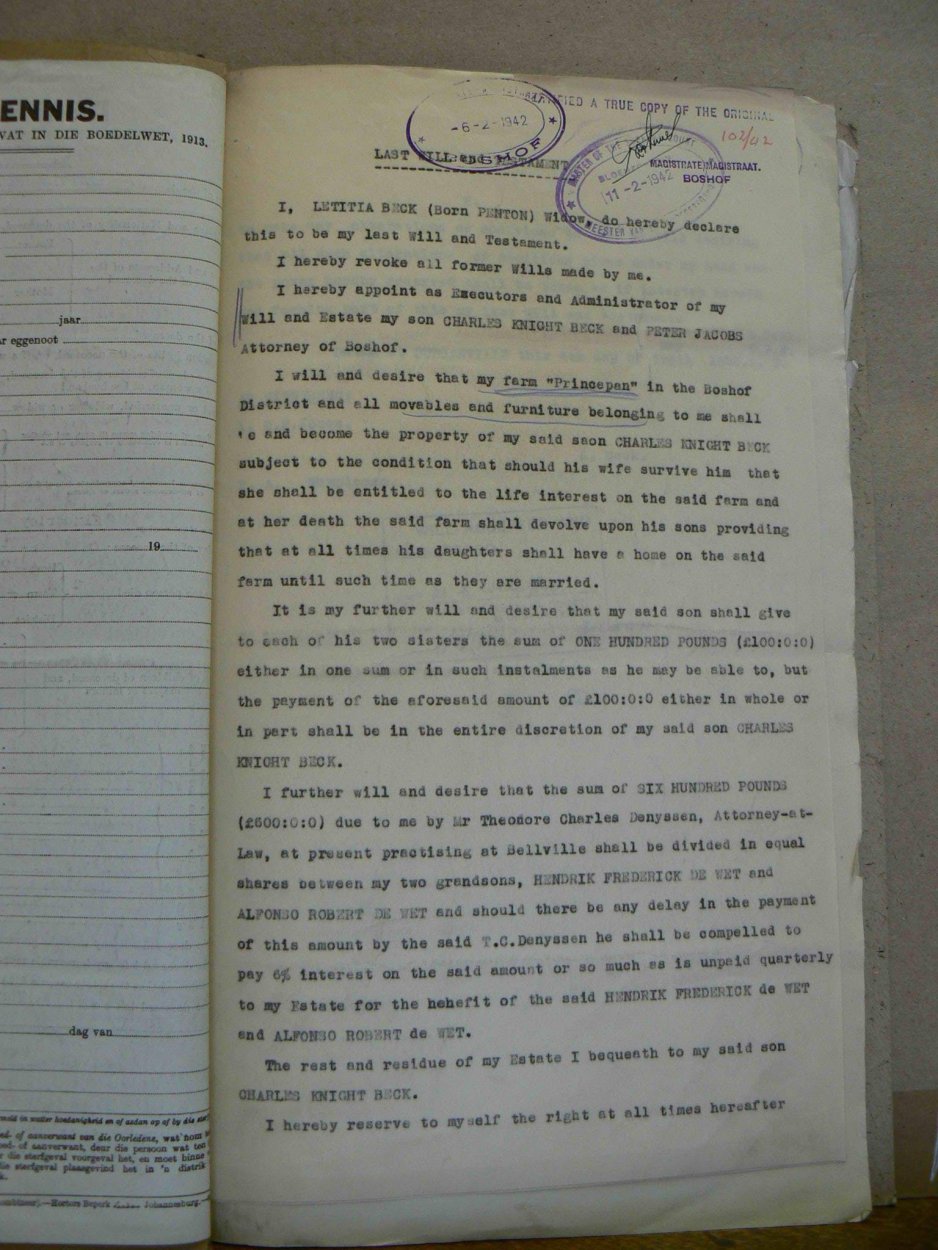 ENNIS.
VAT IN DIE BOEDELWET, 1913.
jaar
ar eggenoot
19
dag van
die sterfgeval plaasgevind het in 'n distrik
Hortors Beperk Johannesburg.
CERTIFIED A TRUE COPY OF THE ORIGINAL
-6-2-1942
BOSHOF
102/42
MASTER OF THE COURT
11-2-1942
MEESTER VAN
MAGISTRATE/MAGISTRAAT.
BOSHOF
LAST WILL and TESTAMENT
I, LETITIA BECK (Born PENTON) Widow, do hereby declare
this to be my last Will and Testament.
I hereby revoke all former Wills made by me.
I hereby appoint as Executors and Administrator of my
Will and Estate my son CHARLES KNIGHT BECK and PETER JACOBS
Attorney of Boshof.
I will and desire that my farm "Princepan" in the Boshof
District and all movables and furniture belonging to me shall
'e and become the property of my said saon CHARLES KNIGHT BECK
subject to the condition that should his wife survive him that
she shall be entitled to the life interest on the said farm and
at her death the said farm shall devolve upon his sons providing
that at all times his daughters shall have a home on the said
farm until such time as they are married.
It is my further will and desire that my said son shall give
to each of his two sisters the sum of ONE HUNDRED POUNDS (£100:0:0)
either in one sum or in such instalments as he may be able to, but
the payment of the aforesaid amount of £100:0:0 either in whole or
in part shall be in the entire discretion of my said son CHARLES
KNIGHT BECK.
I further will and desire that the sum of SIX HUNDRED POUNDS
(£600:0:0) due to me by Mr Theodore Charles Denyssen, Attorney-at-
Law, at present practising at Bellville shall be divided in equal
shares between my two grandsons, HENDRIK FREDERICK DE WET and
ALFONSO ROBERT DE WET and should there be any delay in the payment
of this amount by the said T.C.Denyssen he shall be compelled to
pay 6% interest on the said amount or so much as is unpaid quarterly
to my Estate for the hehefit of the said HENDRIK FREDERICK de WET
and ALFONSO ROBERT de WET.
The rest and residue of my Estate I bequeath to my said son
CHARLES KNIGHT BECK.
I hereby reserve to myself the right at all times hereafter